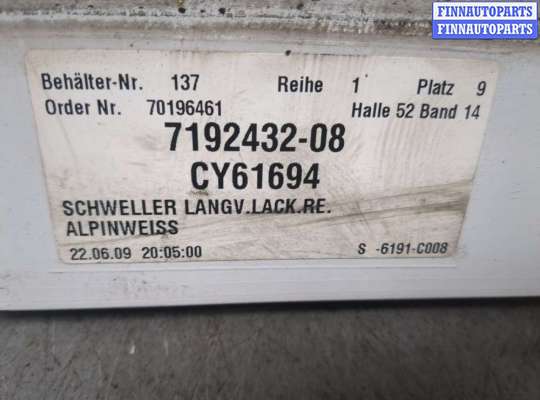 FINNAUTOPARTS
FINNAUTOPARTS
Behälter-Nr. 137 Reihe 1 Platz 9
Order Nr. 70196461 Halle 52 Band 14
7192432-08
CY61694
SCHWELLER LANGV.LACK.RE.
ALPINWEISS
22.06.09 20:05:00 S -6191-C008